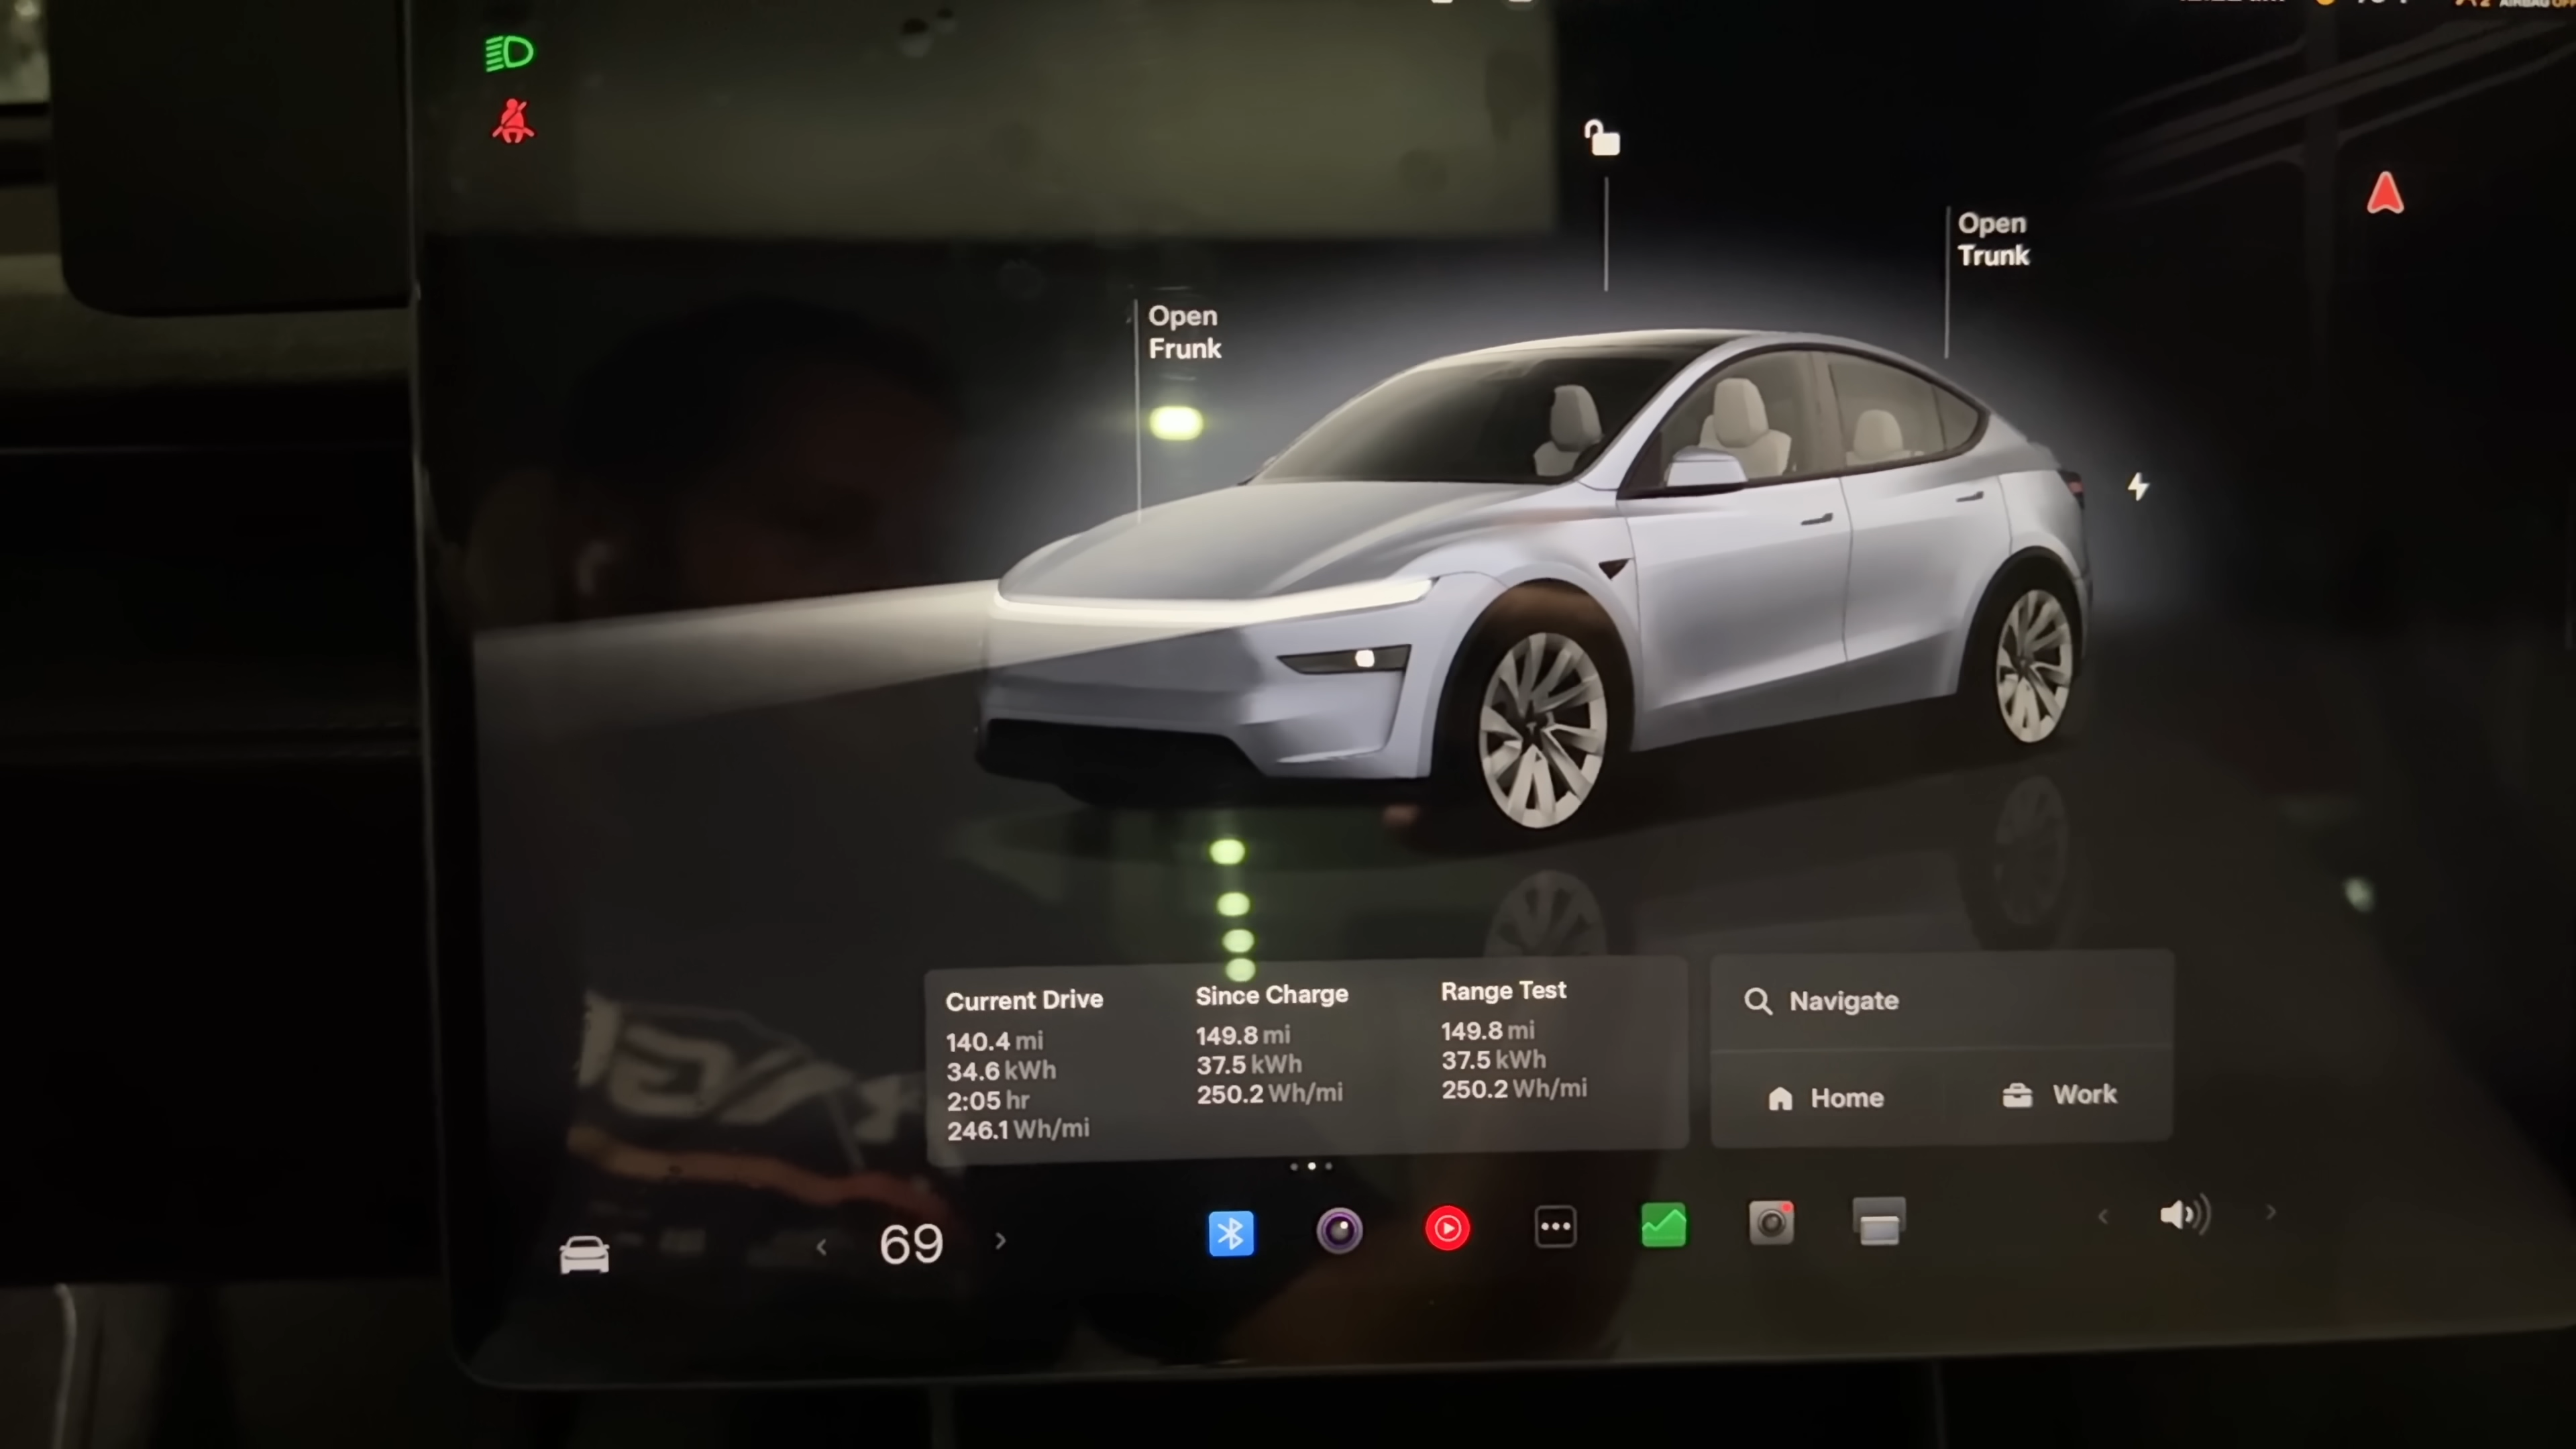 Open
Trunk
Open
Frunk
Current Drive
140.4 mi
34.6 kWh
2:05 hr
246.1 Wh/mi
Since Charge
149.8 mi
37.5 kWh
250.2 Wh/mi
Range Test
149.8 mi
37.5 kWh
250.2 Wh/mi
Navigate
Home
Work
69